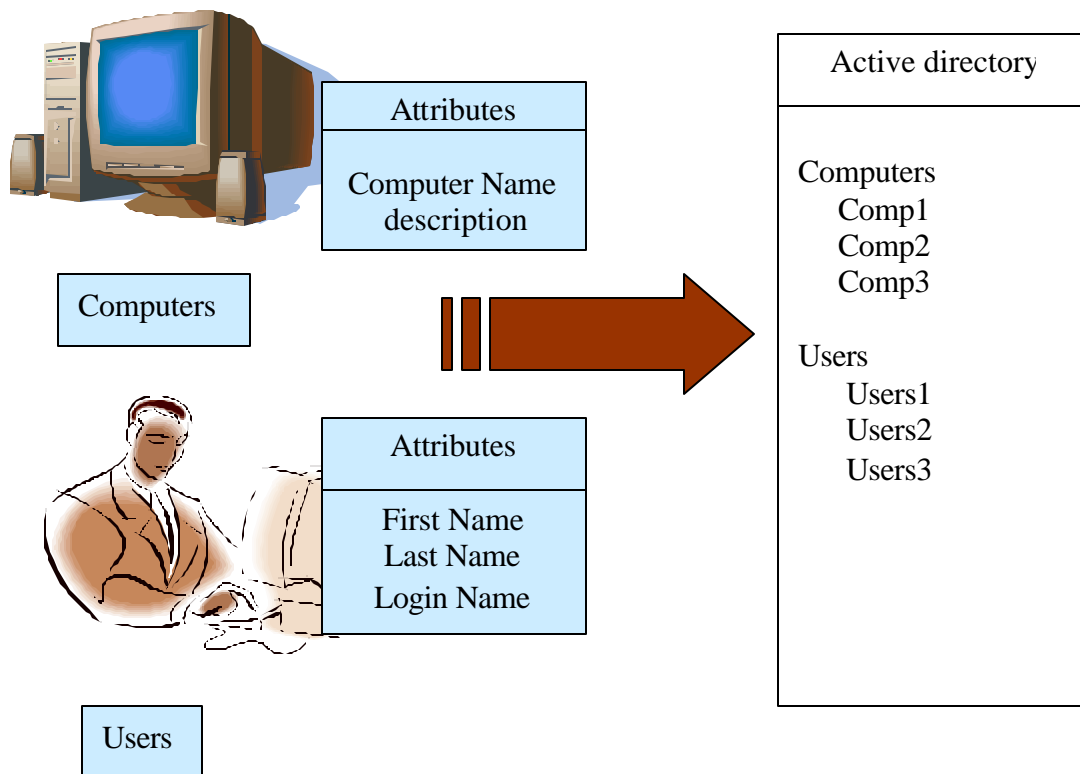 Attributes
Computer Name
description
Computers
Attributes
First Name
Last Name
Login Name
Users
Active directory
Computers
Comp1
Comp2
Comp3
Users
Users1
Users2
Users3